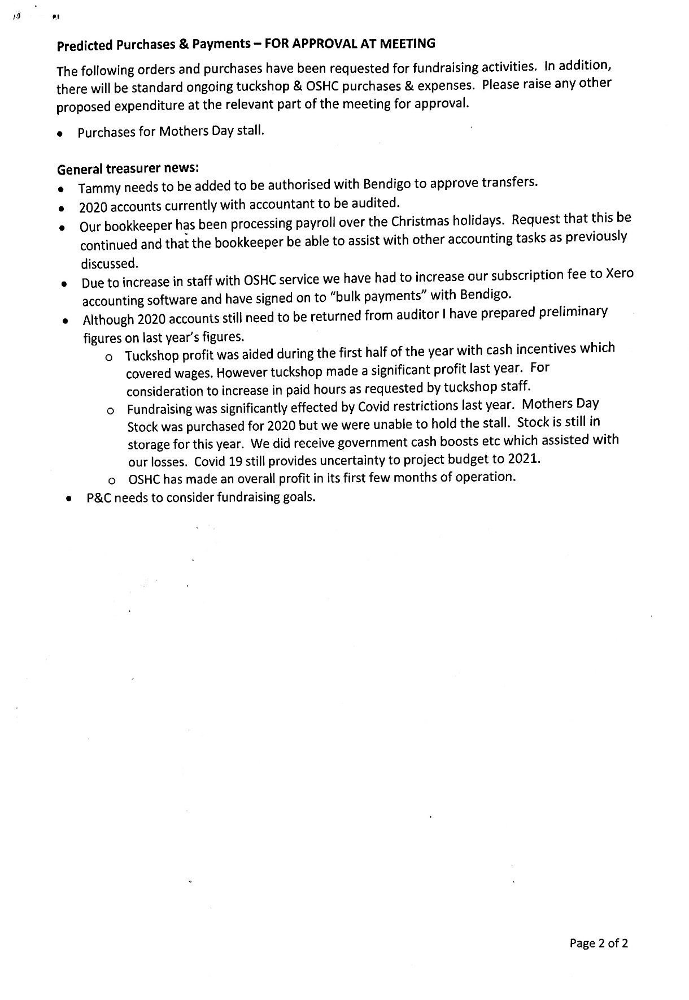 Predicted Purchases & Payments – FOR APPROVAL AT MEETING
The following orders and purchases have been requested for fundraising activities.  In addition,
there will be standard ongoing tuckshop & OSHC purchases & expenses.  Please raise any other
proposed expenditure at the relevant part of the meeting for approval.
• Purchases for Mothers Day stall.
General treasurer news:
• Tammy needs to be added to be authorised with Bendigo to approve transfers.
• 2020 accounts currently with accountant to be audited.
• Our bookkeeper has been processing payroll over the Christmas holidays.  Request that this be
continued and that the bookkeeper be able to assist with other accounting tasks as previously
discussed.
• Due to increase in staff with OSHC service we have had to increase our subscription fee to Xero
accounting software and have signed on to “bulk payments” with Bendigo.
• Although 2020 accounts still need to be returned from auditor I have prepared preliminary
figures on last year’s figures.
o Tuckshop profit was aided during the first half of the year with cash incentives which
covered wages. However tuckshop made a significant profit last year.  For
consideration to increase in paid hours as requested by tuckshop staff.
o Fundraising was significantly effected by Covid restrictions last year.  Mothers Day
Stock was purchased for 2020 but we were unable to hold the stall.  Stock is still in
storage for this year.  We did receive government cash boosts etc which assisted with
our losses.  Covid 19 still provides uncertainty to project budget to 2021.
o OSHC has made an overall profit in its first few months of operation.
• P&C needs to consider fundraising goals.
Page 2 of 2